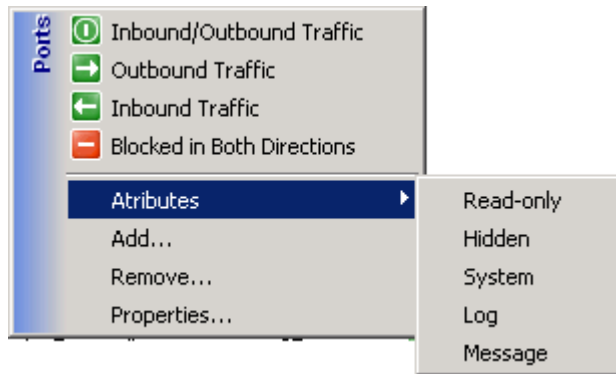 Ports
Inbound/Outbound Traffic
Outbound Traffic
Inbound Traffic
Blocked in Both Directions
Atributes
Add...
Remove...
Properties...
Read-only
Hidden
System
Log
Message